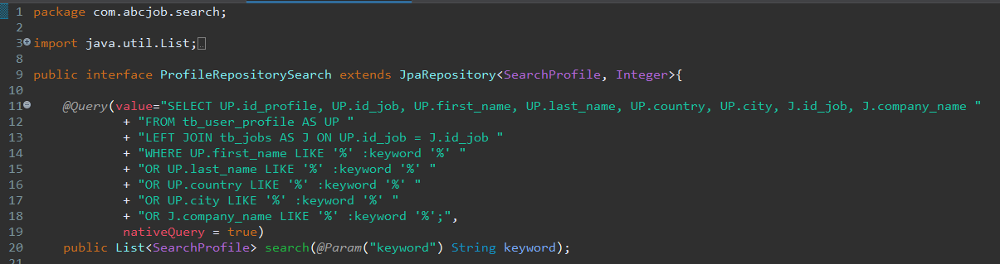 1 package com.abcjob.search;
2
3 import java.util.List;
8
9 public interface ProfileRepositorySearch extends JpaRepository<SearchProfile, Integer>{
10
11 @Query(value="SELECT UP.id_profile, UP.id_job, UP.first_name, UP.last_name, UP.country, UP.city, J.id_job, J.company_name "
12 + "FROM tb_user_profile AS UP "
13 + "LEFT JOIN tb_jobs AS J ON UP.id_job = J.id_job "
14 + "WHERE UP.first_name LIKE '%' :keyword '%' "
15 + "OR UP.last_name LIKE '%' :keyword '%' "
16 + "OR UP.country LIKE '%' :keyword '%' "
17 + "OR UP.city LIKE '%' :keyword '%' "
18 + "OR J.company_name LIKE '%' :keyword '%';",
19 nativeQuery = true)
20 public List<SearchProfile> search(@Param("keyword") String keyword);
21